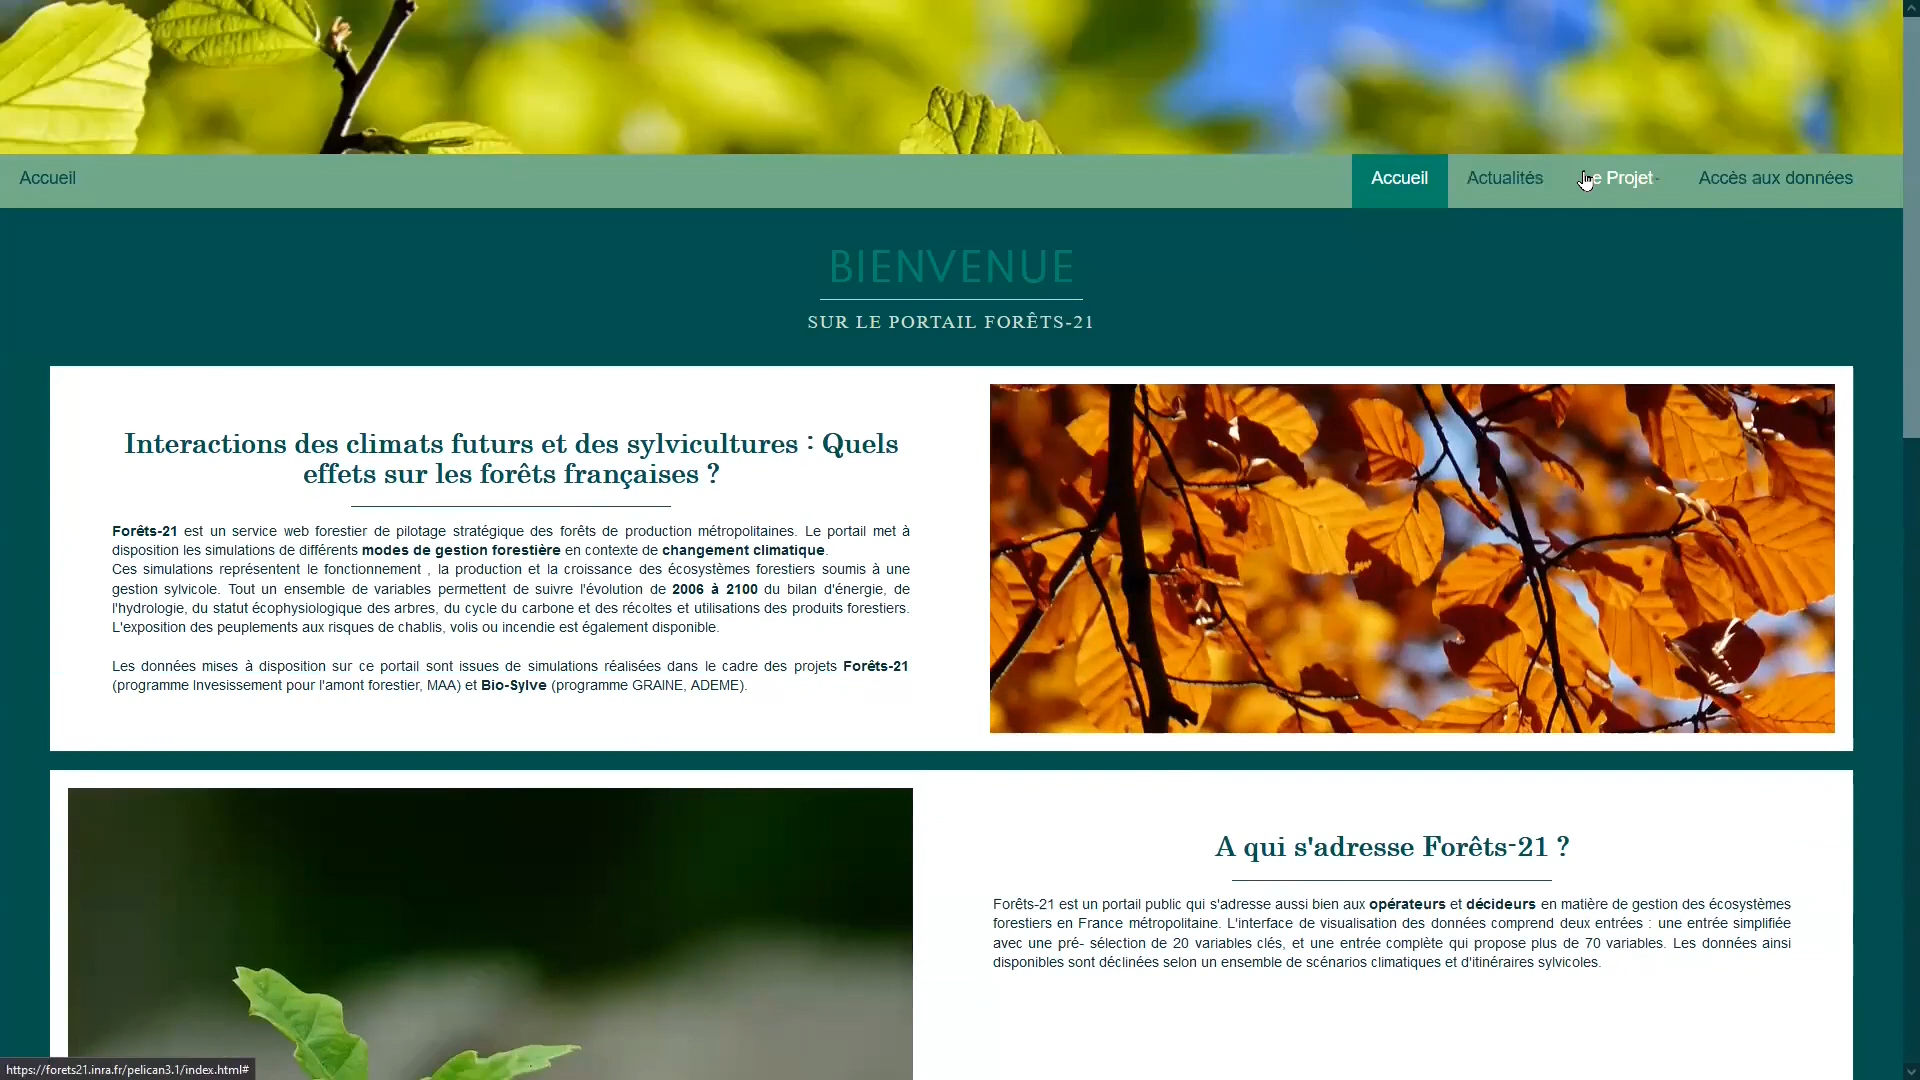 Accueil
Accueil
Actualités
e Projet
Accès aux données
BIENVENUE
SUR LE PORTAIL FORÊTS-21
Interactions des climats futurs et des sylvicultures : Quels
effets sur les forêts françaises ?
Forêts-21 est un service web forestier de pilotage stratégique des forêts de production métropolitaines. Le portail met à
disposition les simulations de différents modes de gestion forestière en contexte de changement climatique.
Ces simulations représentent le fonctionnement , la production et la croissance des écosystèmes forestiers soumis à une
gestion sylvicole. Tout un ensemble de variables permettent de suivre l'évolution de 2006 à 2100 du bilan d'énergie, de
l'hydrologie, du statut écophysiologique des arbres, du cycle du carbone et des récoltes et utilisations des produits forestiers.
L'exposition des peuplements aux risques de chablis, volis ou incendie est également disponible.
Les données mises à disposition sur ce portail sont issues de simulations réalisées dans le cadre des projets Forêts-21
(programme Invesissement pour l'amont forestier, MAA) et Bio-Sylve (programme GRAINE, ADEME).
A qui s'adresse Forêts-21 ?
Forêts-21 est un portail public qui s'adresse aussi bien aux opérateurs et décideurs en matière de gestion des écosystèmes
forestiers en France métropolitaine. L'interface de visualisation des données comprend deux entrées : une entrée simplifiée
avec une pré- sélection de 20 variables clés, et une entrée complète qui propose plus de 70 variables. Les données ainsi
disponibles sont déclinées selon un ensemble de scénarios climatiques et d'itinéraires sylvicoles.
https://forets21.inra.fr/pelican3.1/index.html#